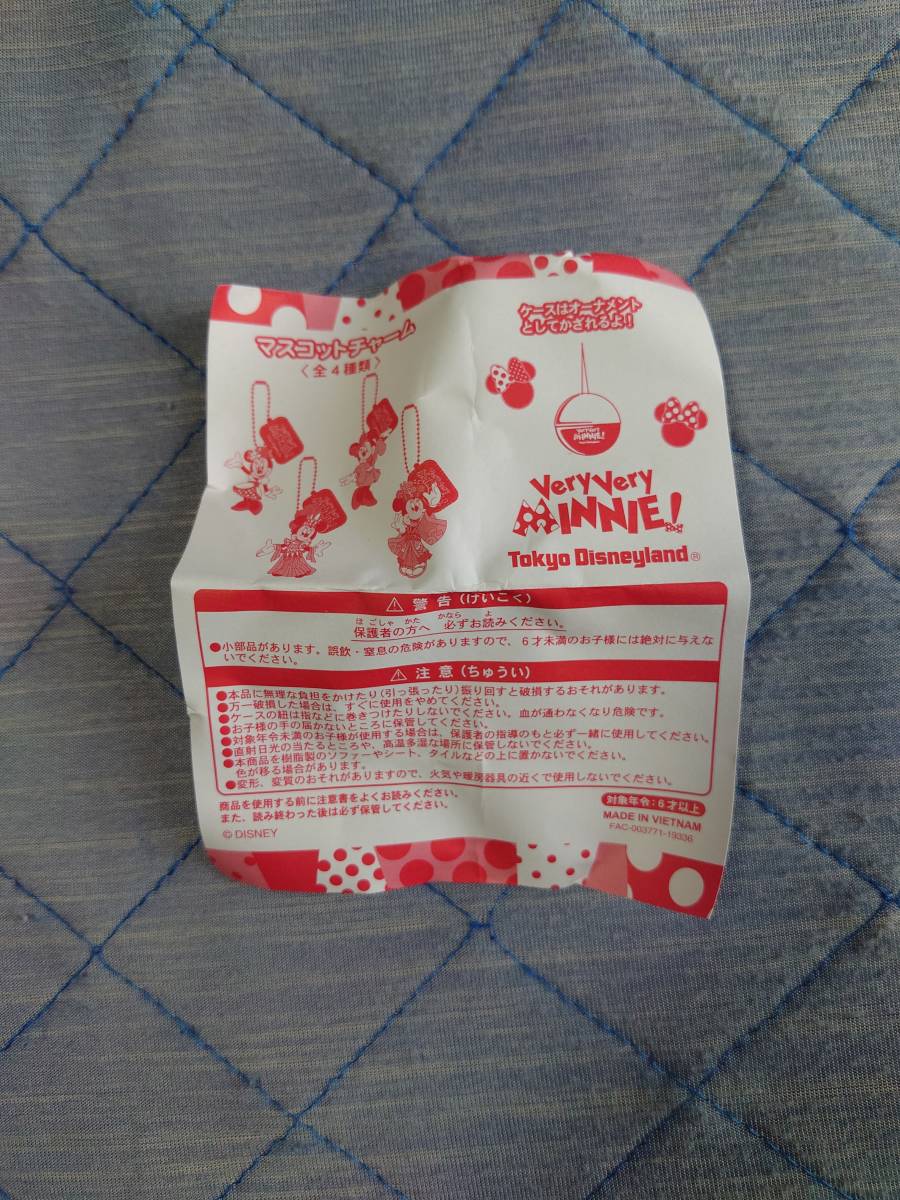 マスコットチャーム
〈全4種類〉
ケースはオーナメント
としてかざれるよ!
Very Very
MINNIE!
Very Very
MINNIE!
Tokyo Disneyland®
⚠ 警告(けいこく)
ほごしゃ かた かなら よ
保護者の方へ 必ずお読みください。
●小部品があります。誤飲・窒息の危険がありますので、6才未満のお子様には絶対に与えな
いでください。
⚠ 注意(ちゅうい)
●本品に無理な負担をかけたり(引っ張ったり)振り回すと破損するおそれがあります。
●万一破損した場合は、すぐに使用をやめてください。
●ケースの紐は指などに巻きつけたりしないでください。血が通わなくなり危険です。
●お子様の手の届かないところに保管してください。
●対象年令未満のお子様が使用する場合は、保護者の指導のもと必ず一緒に使用してください。
●直射日光の当たるところや、高温多湿な場所に保管しないでください。
●本商品を樹脂製のソファーやシート、タイルなどの上に置かないでください。
色が移る場合があります。
●変形、変質のおそれがありますので、火気や暖房器具の近くで使用しないでください。
商品を使用する前に注意書をよくお読みください。
また、読み終わった後は必ず保管してください。
© DISNEY
対象年令:6才以上
MADE IN VIETNAM
FAC-003771-19336